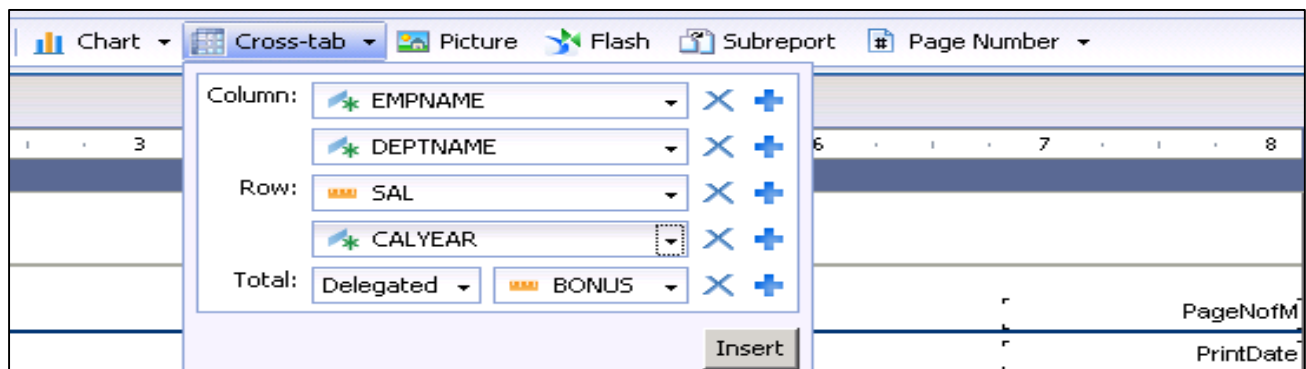 Chart Cross-tab Picture Flash Subreport # Page Number
Column: EMPNAME
DEPTNAME
3 6 7 8
Row: SAL
CALYEAR
Total: Delegated BONUS
PageNofM
Insert
PrintDate